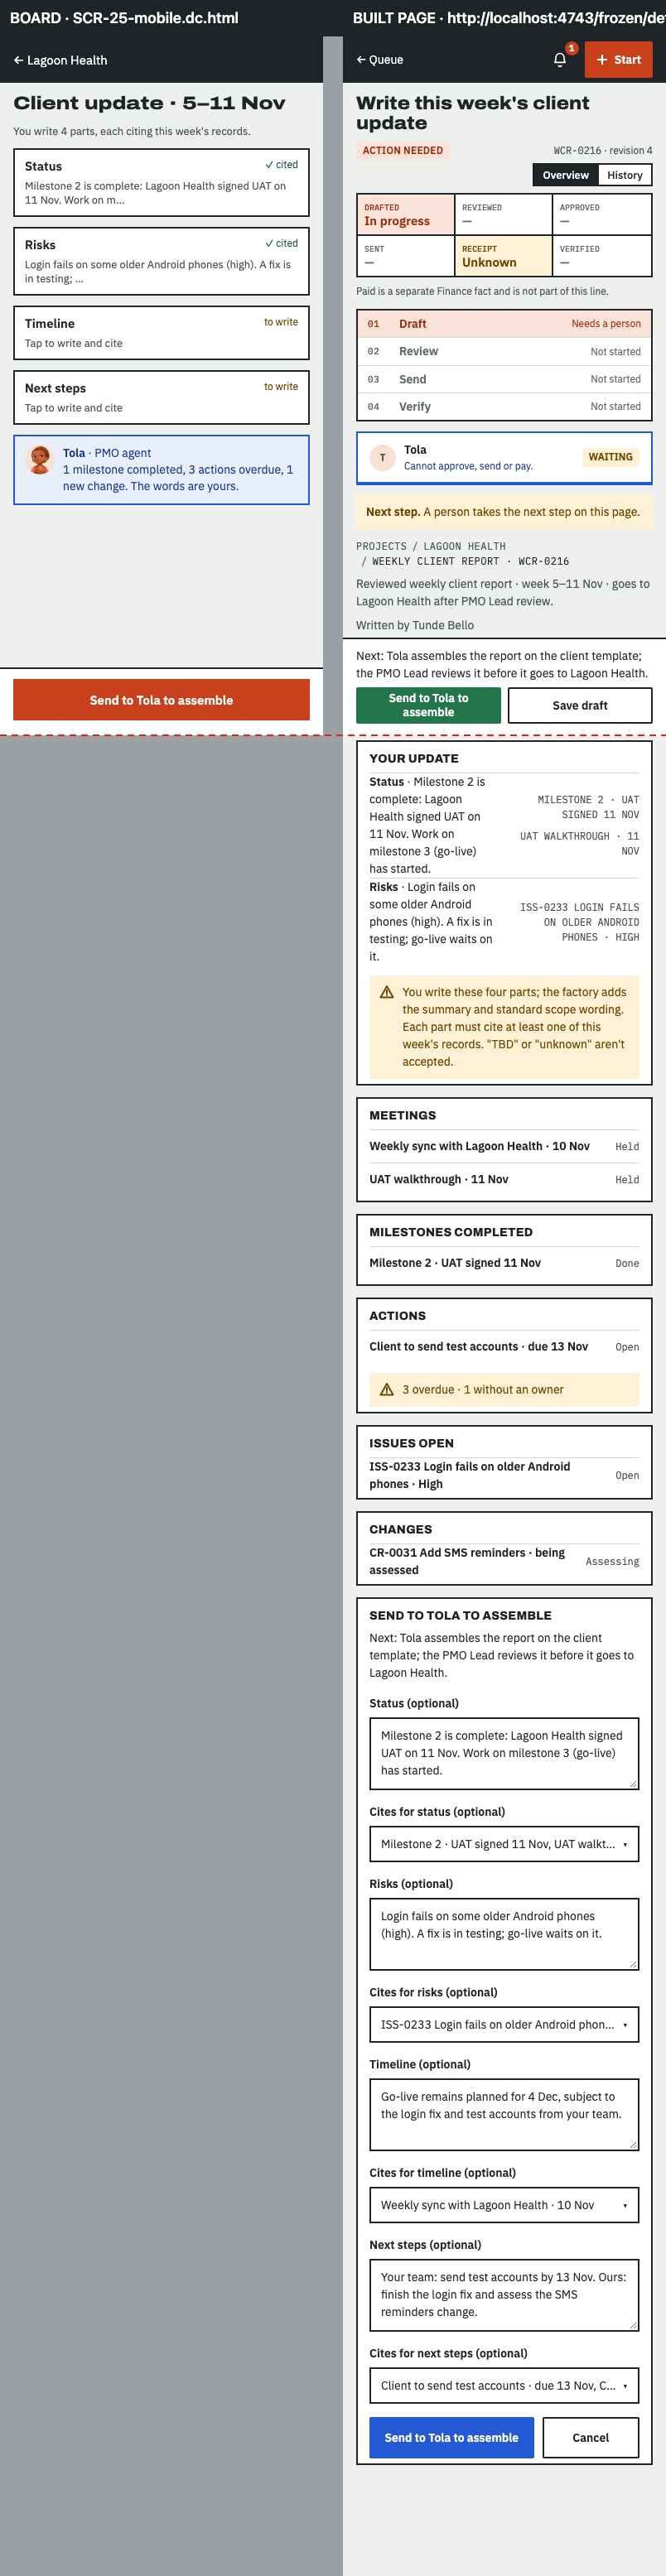 BOARD · SCR-25-mobile.dc.html
← Lagoon Health
Client update · 5–11 Nov
You write 4 parts, each citing this week's records.
Status
✓ cited
Milestone 2 is complete: Lagoon Health signed UAT on
11 Nov. Work on m...
Risks
✓ cited
Login fails on some older Android phones (high). A fix is
in testing; ...
Timeline
to write
Tap to write and cite
Next steps
to write
Tap to write and cite
Tola · PMO agent
1 milestone completed, 3 actions overdue, 1
new change. The words are yours.
Send to Tola to assemble
BUILT PAGE · http://localhost:4743/frozen/de
← Queue
1
+ Start
Write this week's client
update
ACTION NEEDED
WCR-0216 · revision 4
Overview
History
DRAFTED
In progress
REVIEWED
—
APPROVED
—
SENT
—
RECEIPT
Unknown
VERIFIED
—
Paid is a separate Finance fact and is not part of this line.
01 Draft Needs a person
02 Review Not started
03 Send Not started
04 Verify Not started
T
Tola
Cannot approve, send or pay.
WAITING
Next step. A person takes the next step on this page.
PROJECTS / LAGOON HEALTH
/ WEEKLY CLIENT REPORT · WCR-0216
Reviewed weekly client report · week 5–11 Nov · goes to
Lagoon Health after PMO Lead review.
Written by Tunde Bello
Next: Tola assembles the report on the client template;
the PMO Lead reviews it before it goes to Lagoon Health.
Send to Tola to
assemble
Save draft
YOUR UPDATE
Status · Milestone 2 is
complete: Lagoon
Health signed UAT on
11 Nov. Work on
milestone 3 (go-live)
has started.
MILESTONE 2 · UAT
SIGNED 11 NOV
UAT WALKTHROUGH · 11
NOV
Risks · Login fails on
some older Android
phones (high). A fix is in
testing; go-live waits on
it.
ISS-0233 LOGIN FAILS
ON OLDER ANDROID
PHONES · HIGH
You write these four parts; the factory adds
the summary and standard scope wording.
Each part must cite at least one of this
week's records. "TBD" or "unknown" aren't
accepted.
MEETINGS
Weekly sync with Lagoon Health · 10 Nov Held
UAT walkthrough · 11 Nov Held
MILESTONES COMPLETED
Milestone 2 · UAT signed 11 Nov Done
ACTIONS
Client to send test accounts · due 13 Nov Open
3 overdue · 1 without an owner
ISSUES OPEN
ISS-0233 Login fails on older Android
phones · High
Open
CHANGES
CR-0031 Add SMS reminders · being
assessed
Assessing
SEND TO TOLA TO ASSEMBLE
Next: Tola assembles the report on the client
template; the PMO Lead reviews it before it goes to
Lagoon Health.
Status (optional)
Milestone 2 is complete: Lagoon Health signed
UAT on 11 Nov. Work on milestone 3 (go-live)
has started.
Cites for status (optional)
Milestone 2 · UAT signed 11 Nov, UAT walkt...
Risks (optional)
Login fails on some older Android phones
(high). A fix is in testing; go-live waits on it.
Cites for risks (optional)
ISS-0233 Login fails on older Android phon...
Timeline (optional)
Go-live remains planned for 4 Dec, subject to
the login fix and test accounts from your team.
Cites for timeline (optional)
Weekly sync with Lagoon Health · 10 Nov
Next steps (optional)
Your team: send test accounts by 13 Nov. Ours:
finish the login fix and assess the SMS
reminders change.
Cites for next steps (optional)
Client to send test accounts · due 13 Nov, C...
Send to Tola to assemble
Cancel